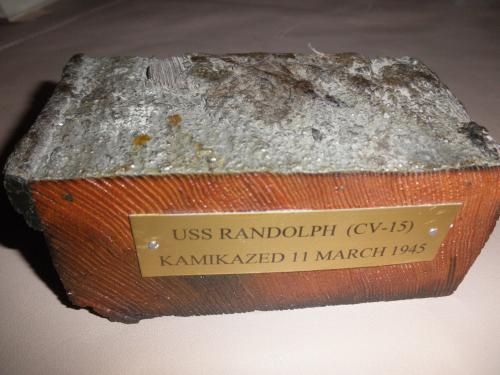 USS RANDOLPH (CV-15)
KAMIKAZED 11 MARCH 1945